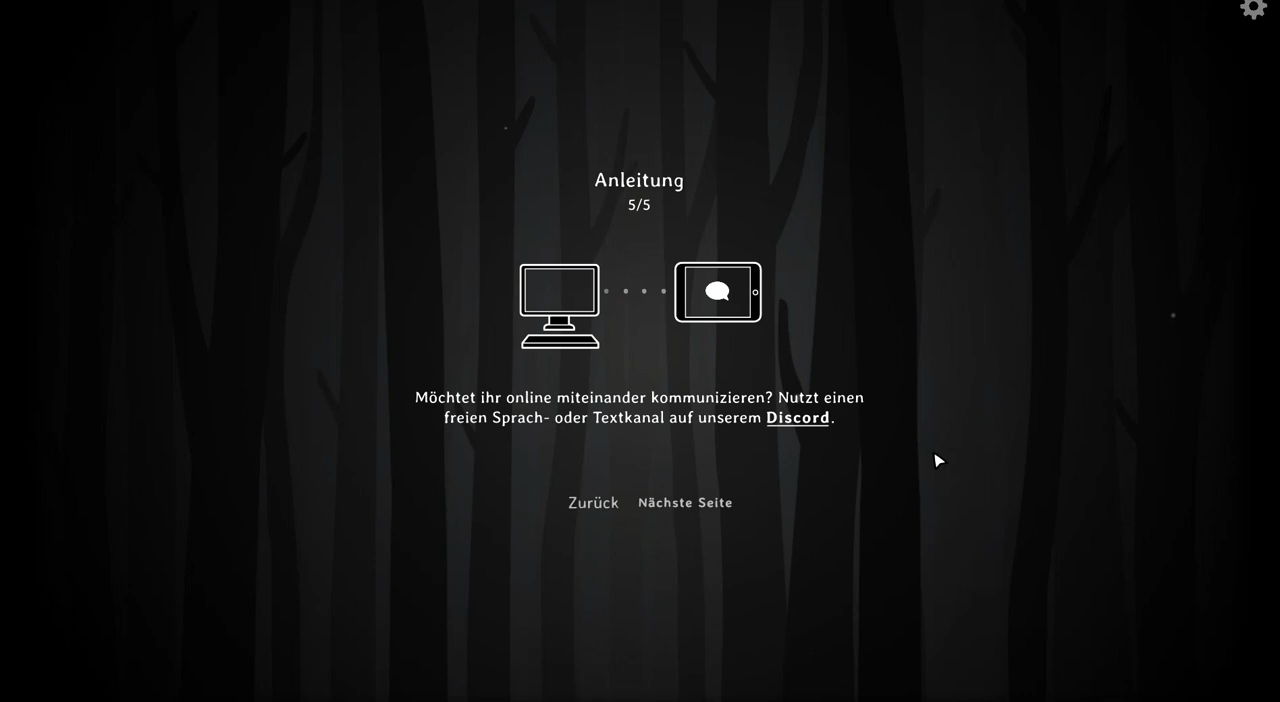 Anleitung
5/5
Möchtet ihr online miteinander kommunizieren? Nutzt einen
freien Sprach- oder Textkanal auf unserem Discord.
Zurück Nächste Seite